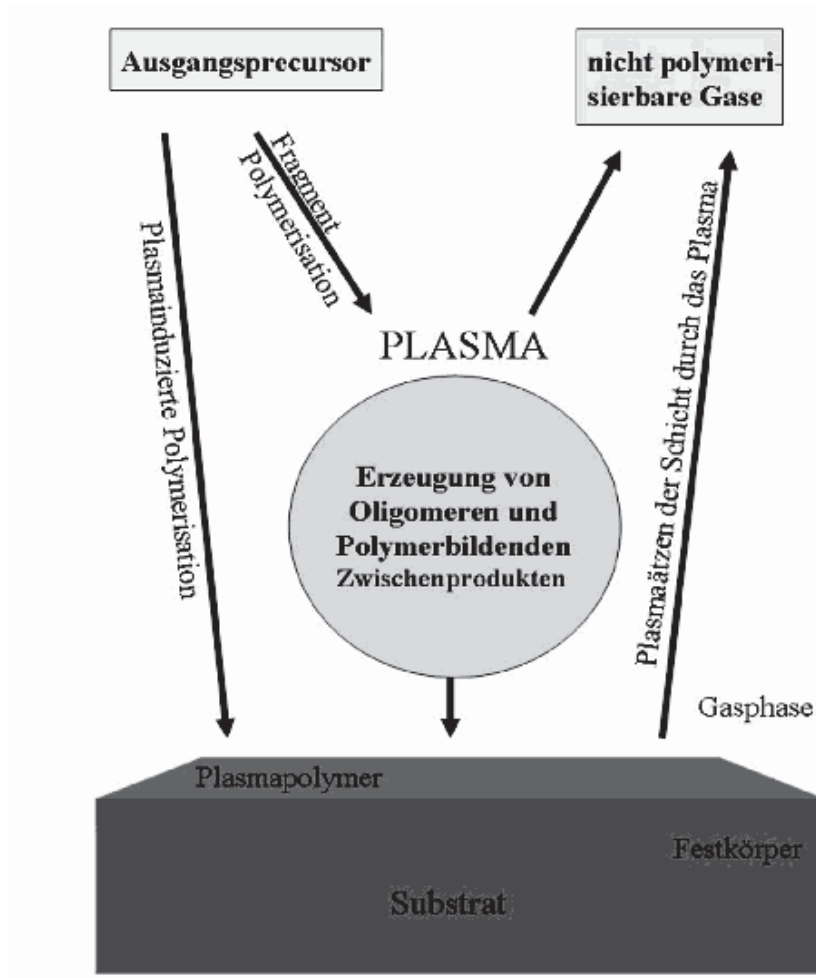 Ausgangsprecursor
nicht polymeri-
sierbare Gase
Fragment
Polymerisation
Plasmainduzierte Polymerisation
Plasmaätzen der Schicht durch das Plasma
PLASMA
Erzeugung von
Oligomeren und
Polymerbildenden
Zwischenprodukten
Gasphase
Plasmapolymer
Festkörper
Substrat